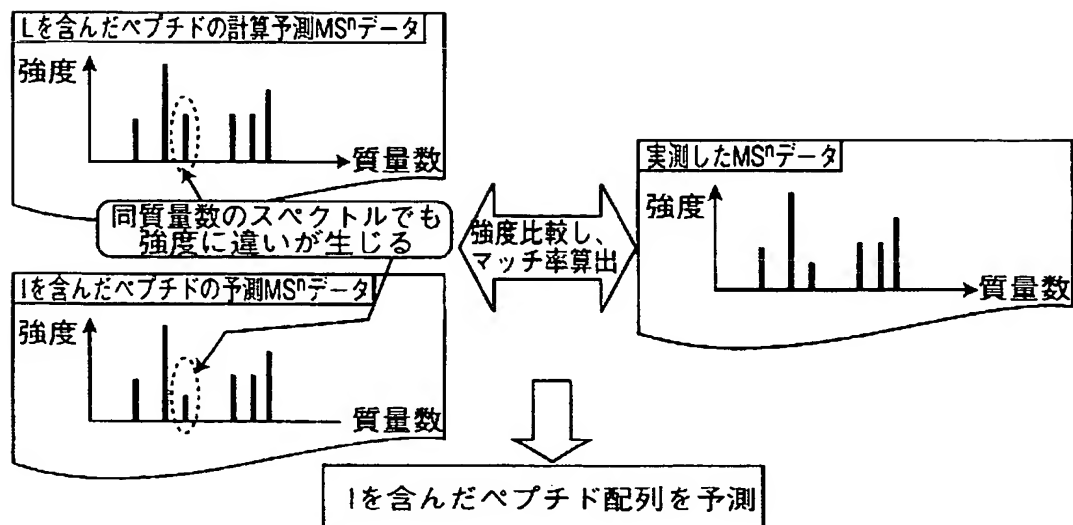 Lを含んだペプチドの計算予測MSⁿデータ
強度
質量数
同質量数のスペクトルでも
強度に違いが生じる
Iを含んだペプチドの予測MSⁿデータ
強度
質量数
強度比較し、
マッチ率算出
実測したMSⁿデータ
強度
質量数
Iを含んだペプチド配列を予測